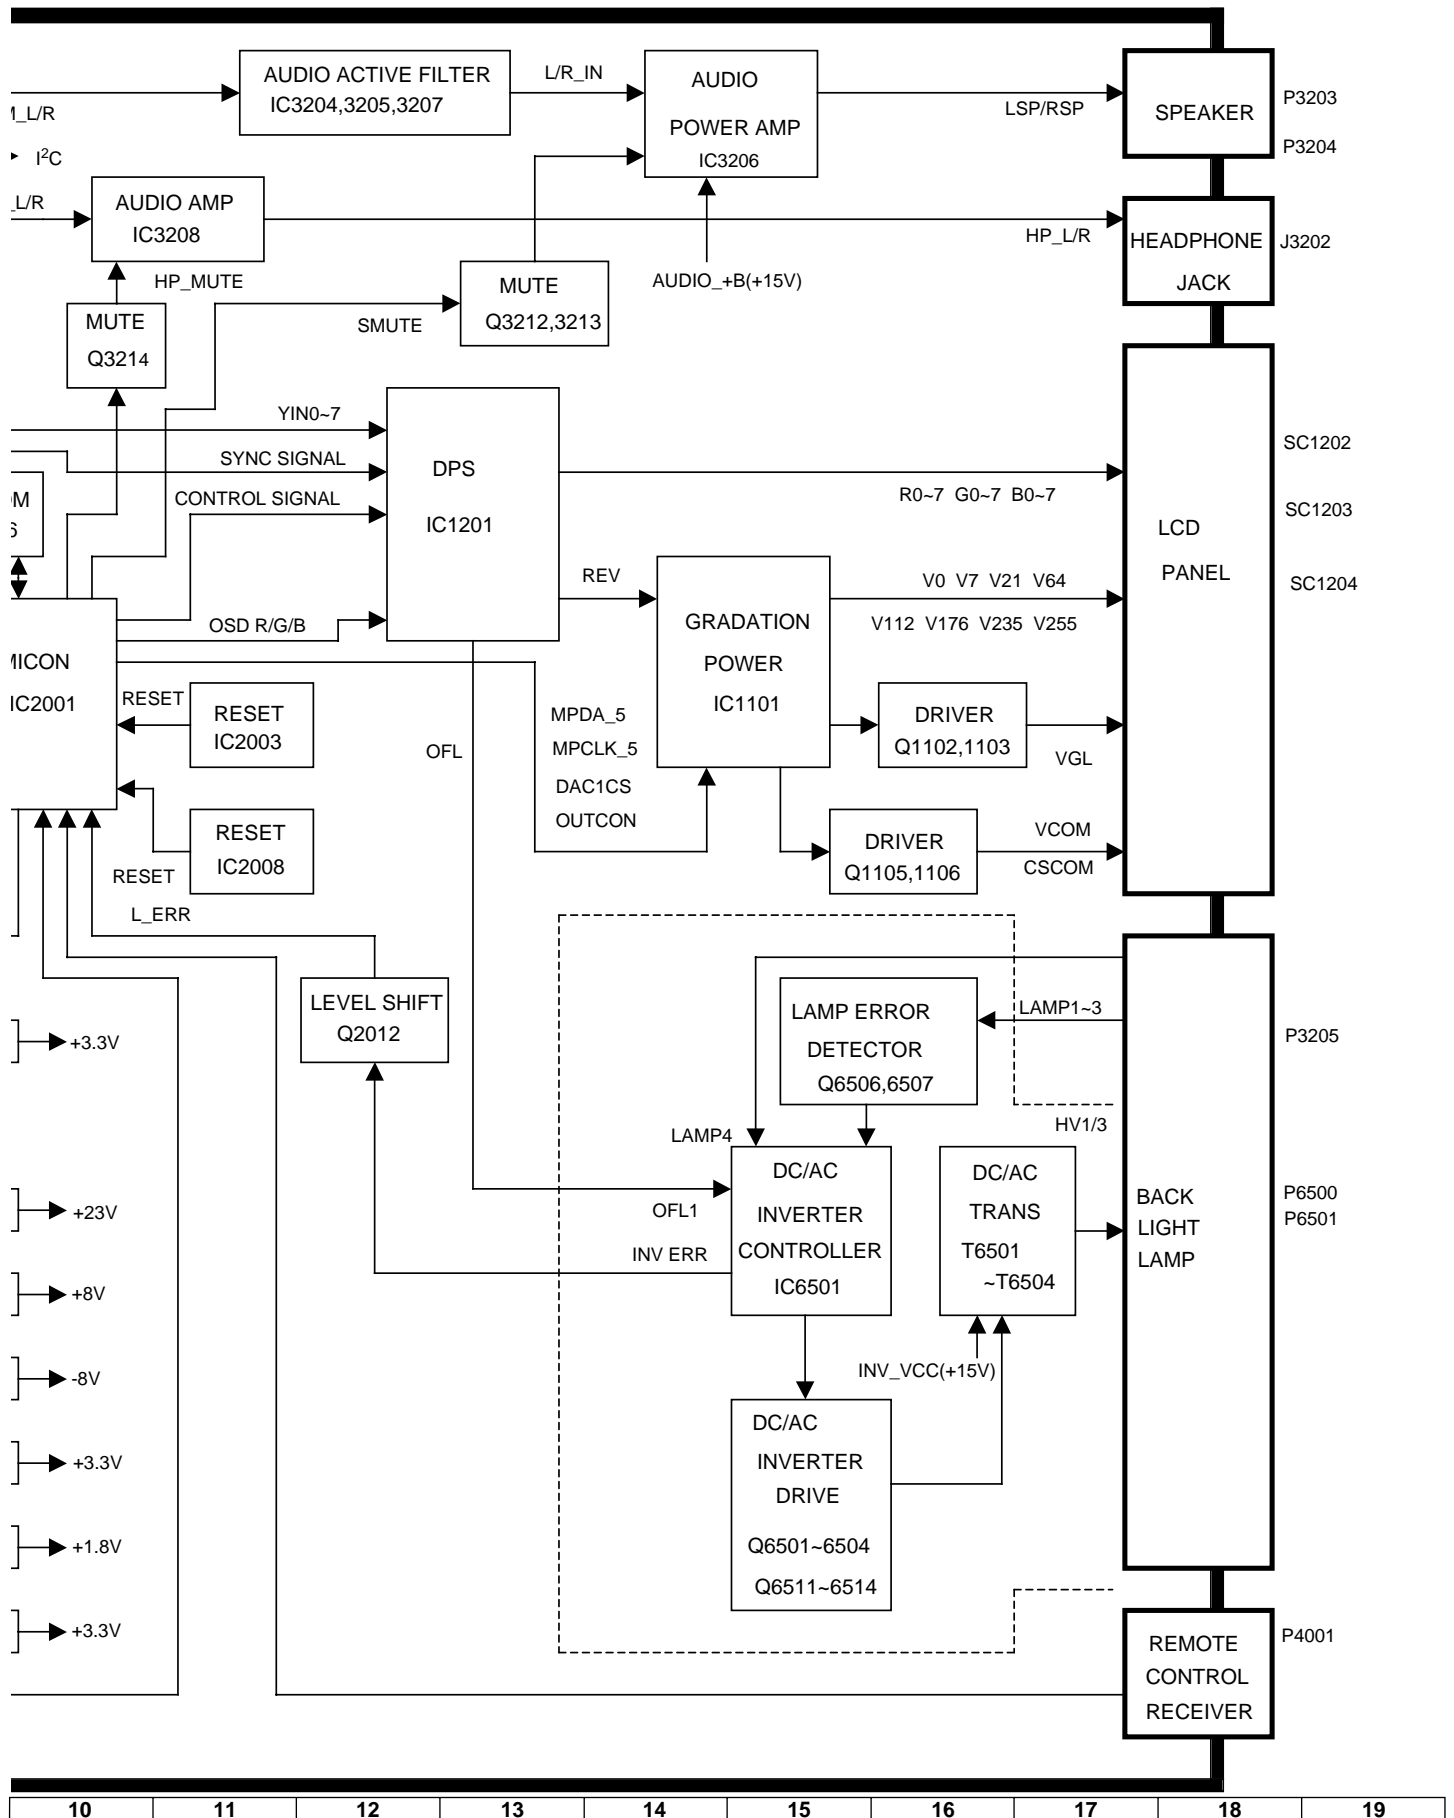 AUDIO ACTIVE FILTER
IC3204,3205,3207
L/R_IN
AUDIO
POWER AMP
IC3206
LSP/RSP
SPEAKER
P3203
P3204
_L/R
I²C
_L/R
AUDIO AMP
IC3208
HP_L/R
HEADPHONE
JACK
J3202
HP_MUTE
AUDIO_+B(+15V)
MUTE
Q3214
SMUTE
MUTE
Q3212,3213
YIN0~7
SYNC SIGNAL
CONTROL SIGNAL
DPS
IC1201
R0~7 G0~7 B0~7
LCD
PANEL
SC1202
SC1203
SC1204
M
6
REV
GRADATION
POWER
IC1101
V0 V7 V21 V64
V112 V176 V235 V255
OSD R/G/B
MICON
IC2001
RESET
RESET
IC2003
OFL
MPDA_5
MPCLK_5
DAC1CS
OUTCON
DRIVER
Q1102,1103
VGL
RESET
IC2008
RESET
DRIVER
Q1105,1106
VCOM
CSCOM
L_ERR
LEVEL SHIFT
Q2012
LAMP ERROR
DETECTOR
Q6506,6507
LAMP1~3
P3205
+3.3V
HV1/3
LAMP4
DC/AC
INVERTER
CONTROLLER
IC6501
DC/AC
TRANS
T6501
~T6504
BACK
LIGHT
LAMP
P6500
P6501
OFL1
INV ERR
+23V
+8V
-8V
INV_VCC(+15V)
DC/AC
INVERTER
DRIVE
Q6501~6504
Q6511~6514
+3.3V
+1.8V
+3.3V
REMOTE
CONTROL
RECEIVER
P4001
10 11 12 13 14 15 16 17 18 19